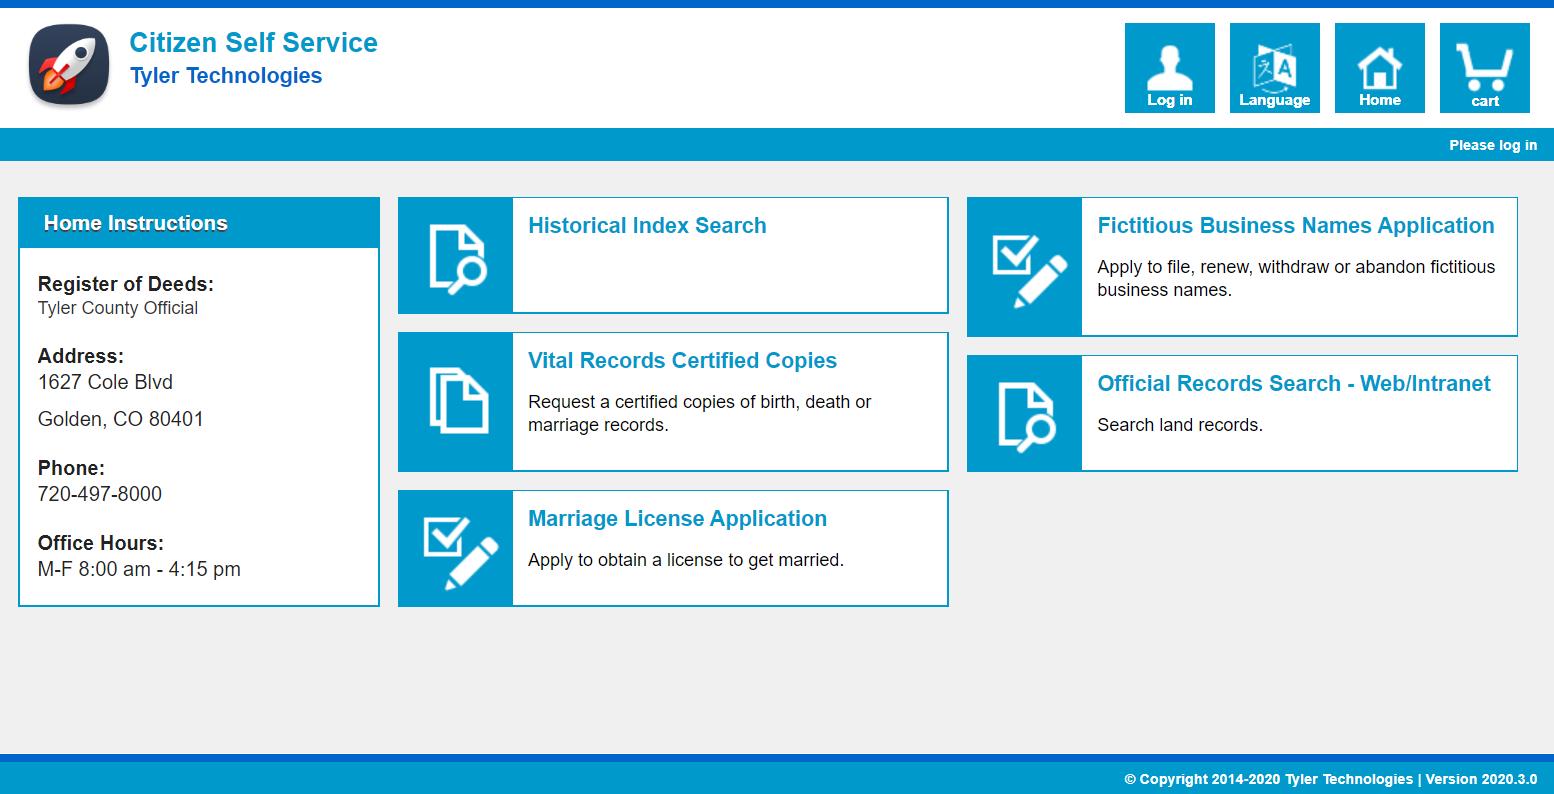 Citizen Self Service
Tyler Technologies
Log in
Language
Home
cart
Please log in
Home Instructions
Register of Deeds:
Tyler County Official
Address:
1627 Cole Blvd
Golden, CO 80401
Phone:
720-497-8000
Office Hours:
M-F 8:00 am - 4:15 pm
Historical Index Search
Vital Records Certified Copies
Request a certified copies of birth, death or
marriage records.
Marriage License Application
Apply to obtain a license to get married.
Fictitious Business Names Application
Apply to file, renew, withdraw or abandon fictitious
business names.
Official Records Search - Web/Intranet
Search land records.
© Copyright 2014-2020 Tyler Technologies | Version 2020.3.0